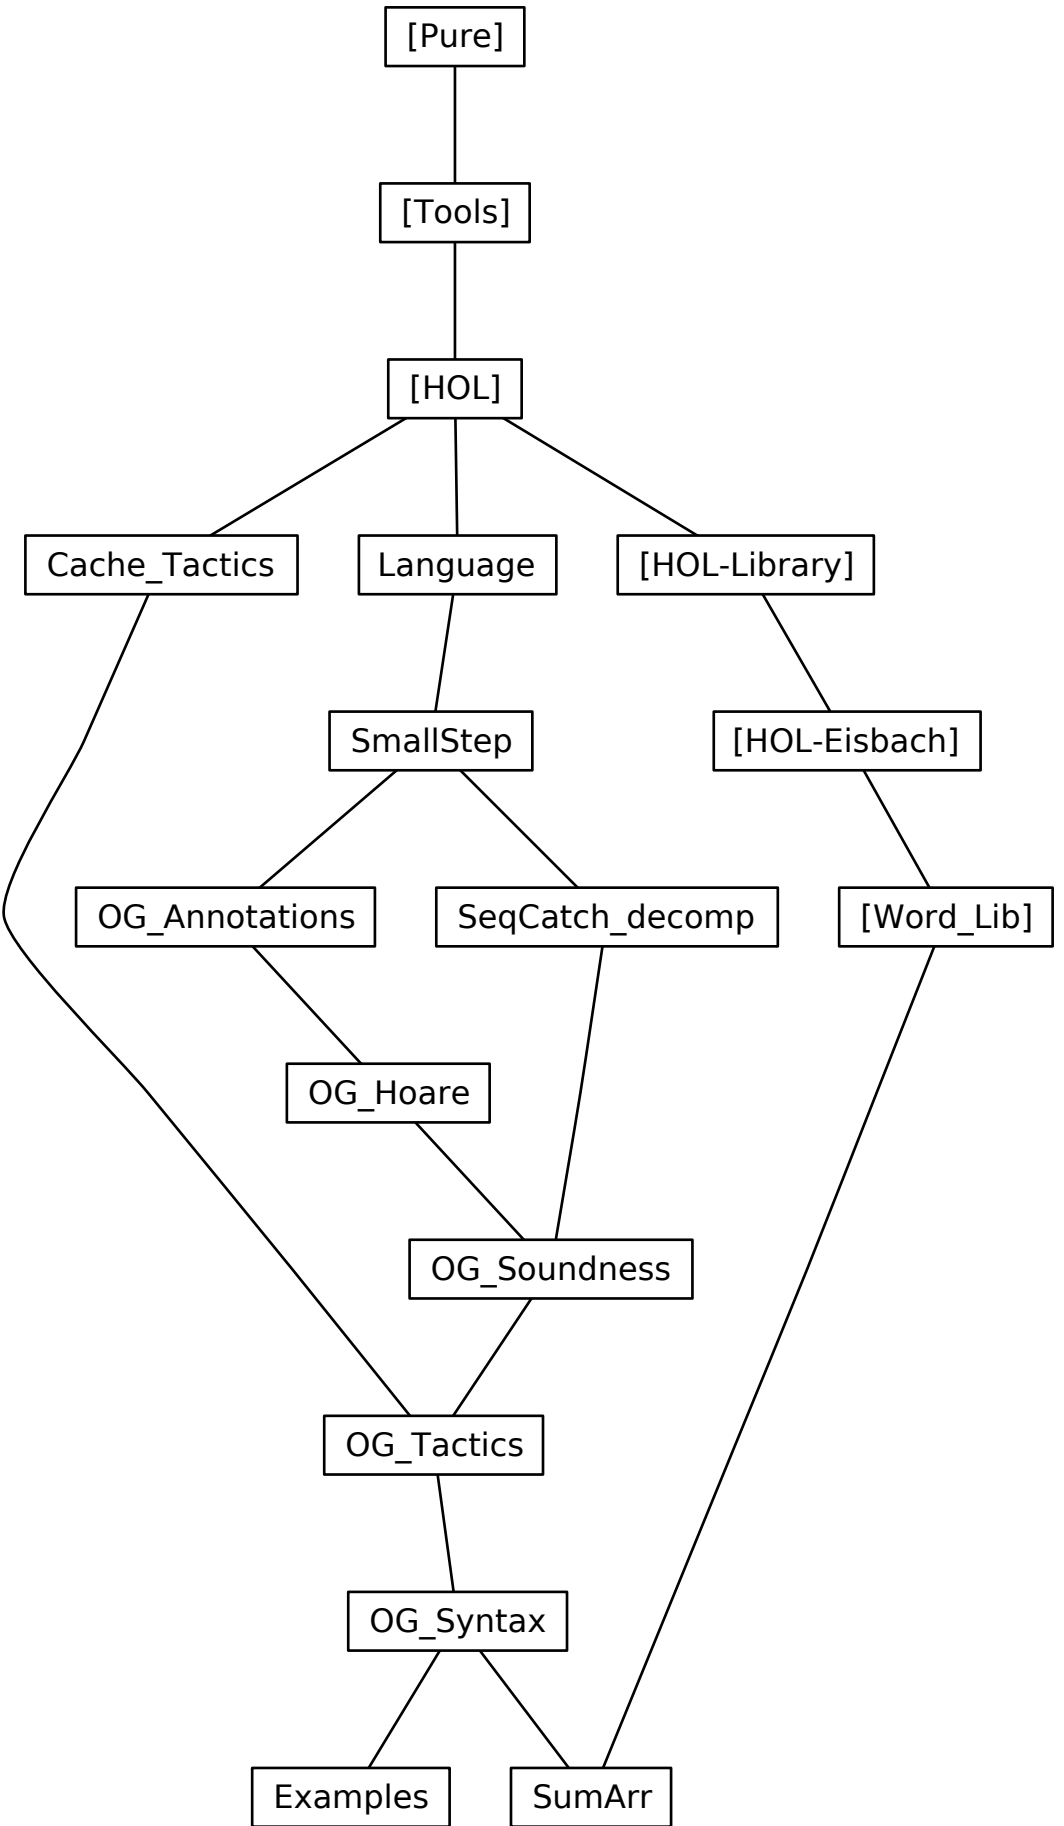 [Pure]
[Tools]
[HOL]
Cache_Tactics
Language
[HOL-Library]
SmallStep
[HOL-Eisbach]
OG_Annotations
SeqCatch_decomp
[Word_Lib]
OG_Hoare
OG_Soundness
OG_Tactics
OG_Syntax
Examples
SumArr